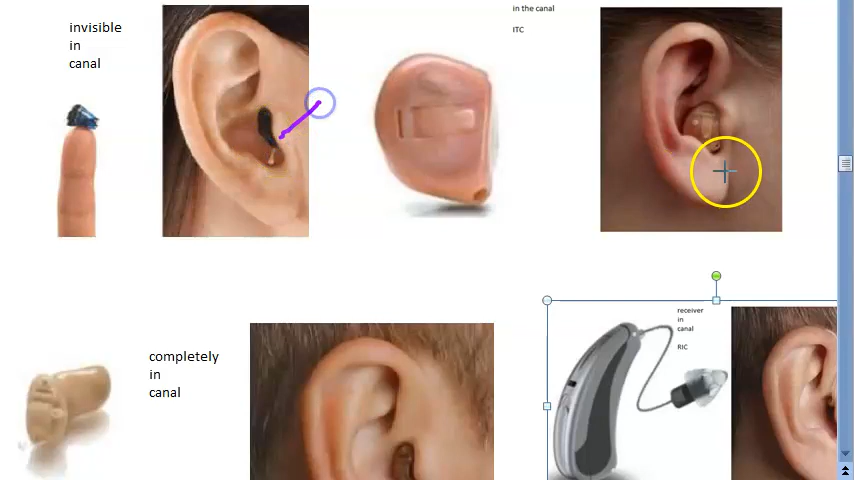 invisible
in
canal
in the canal
ITC
completely
in
canal
receiver
in
canal
RIC